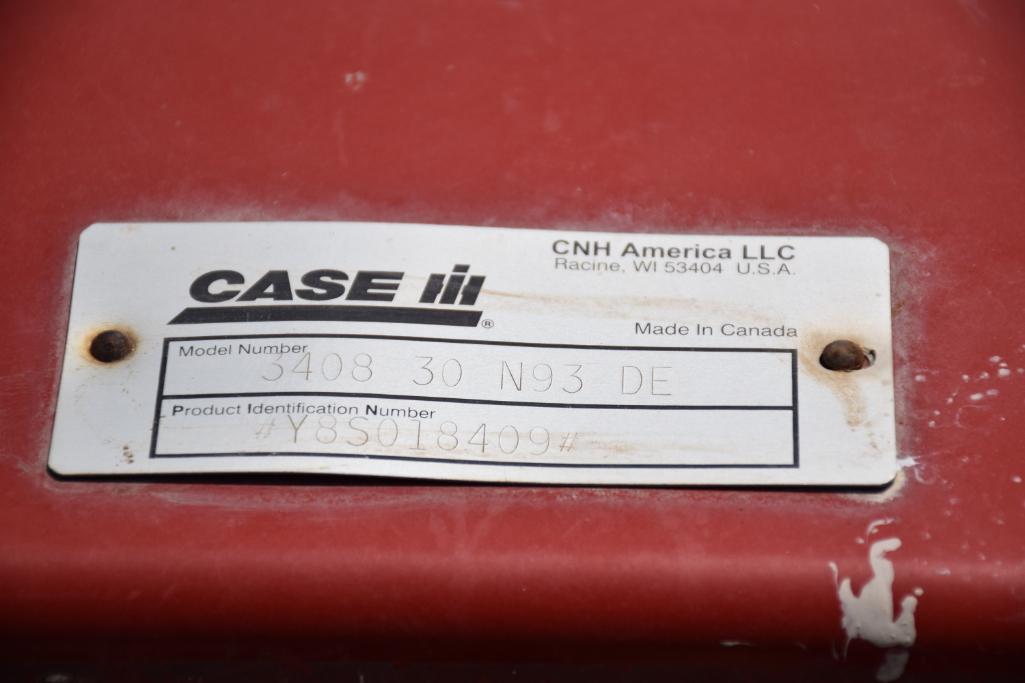 CNH America LLC
Racine, WI 53404 U.S.A.
CASE IH ®
Made In Canada
Model Number
3408 30 N93 DE
Product Identification Number
#Y8S018409#